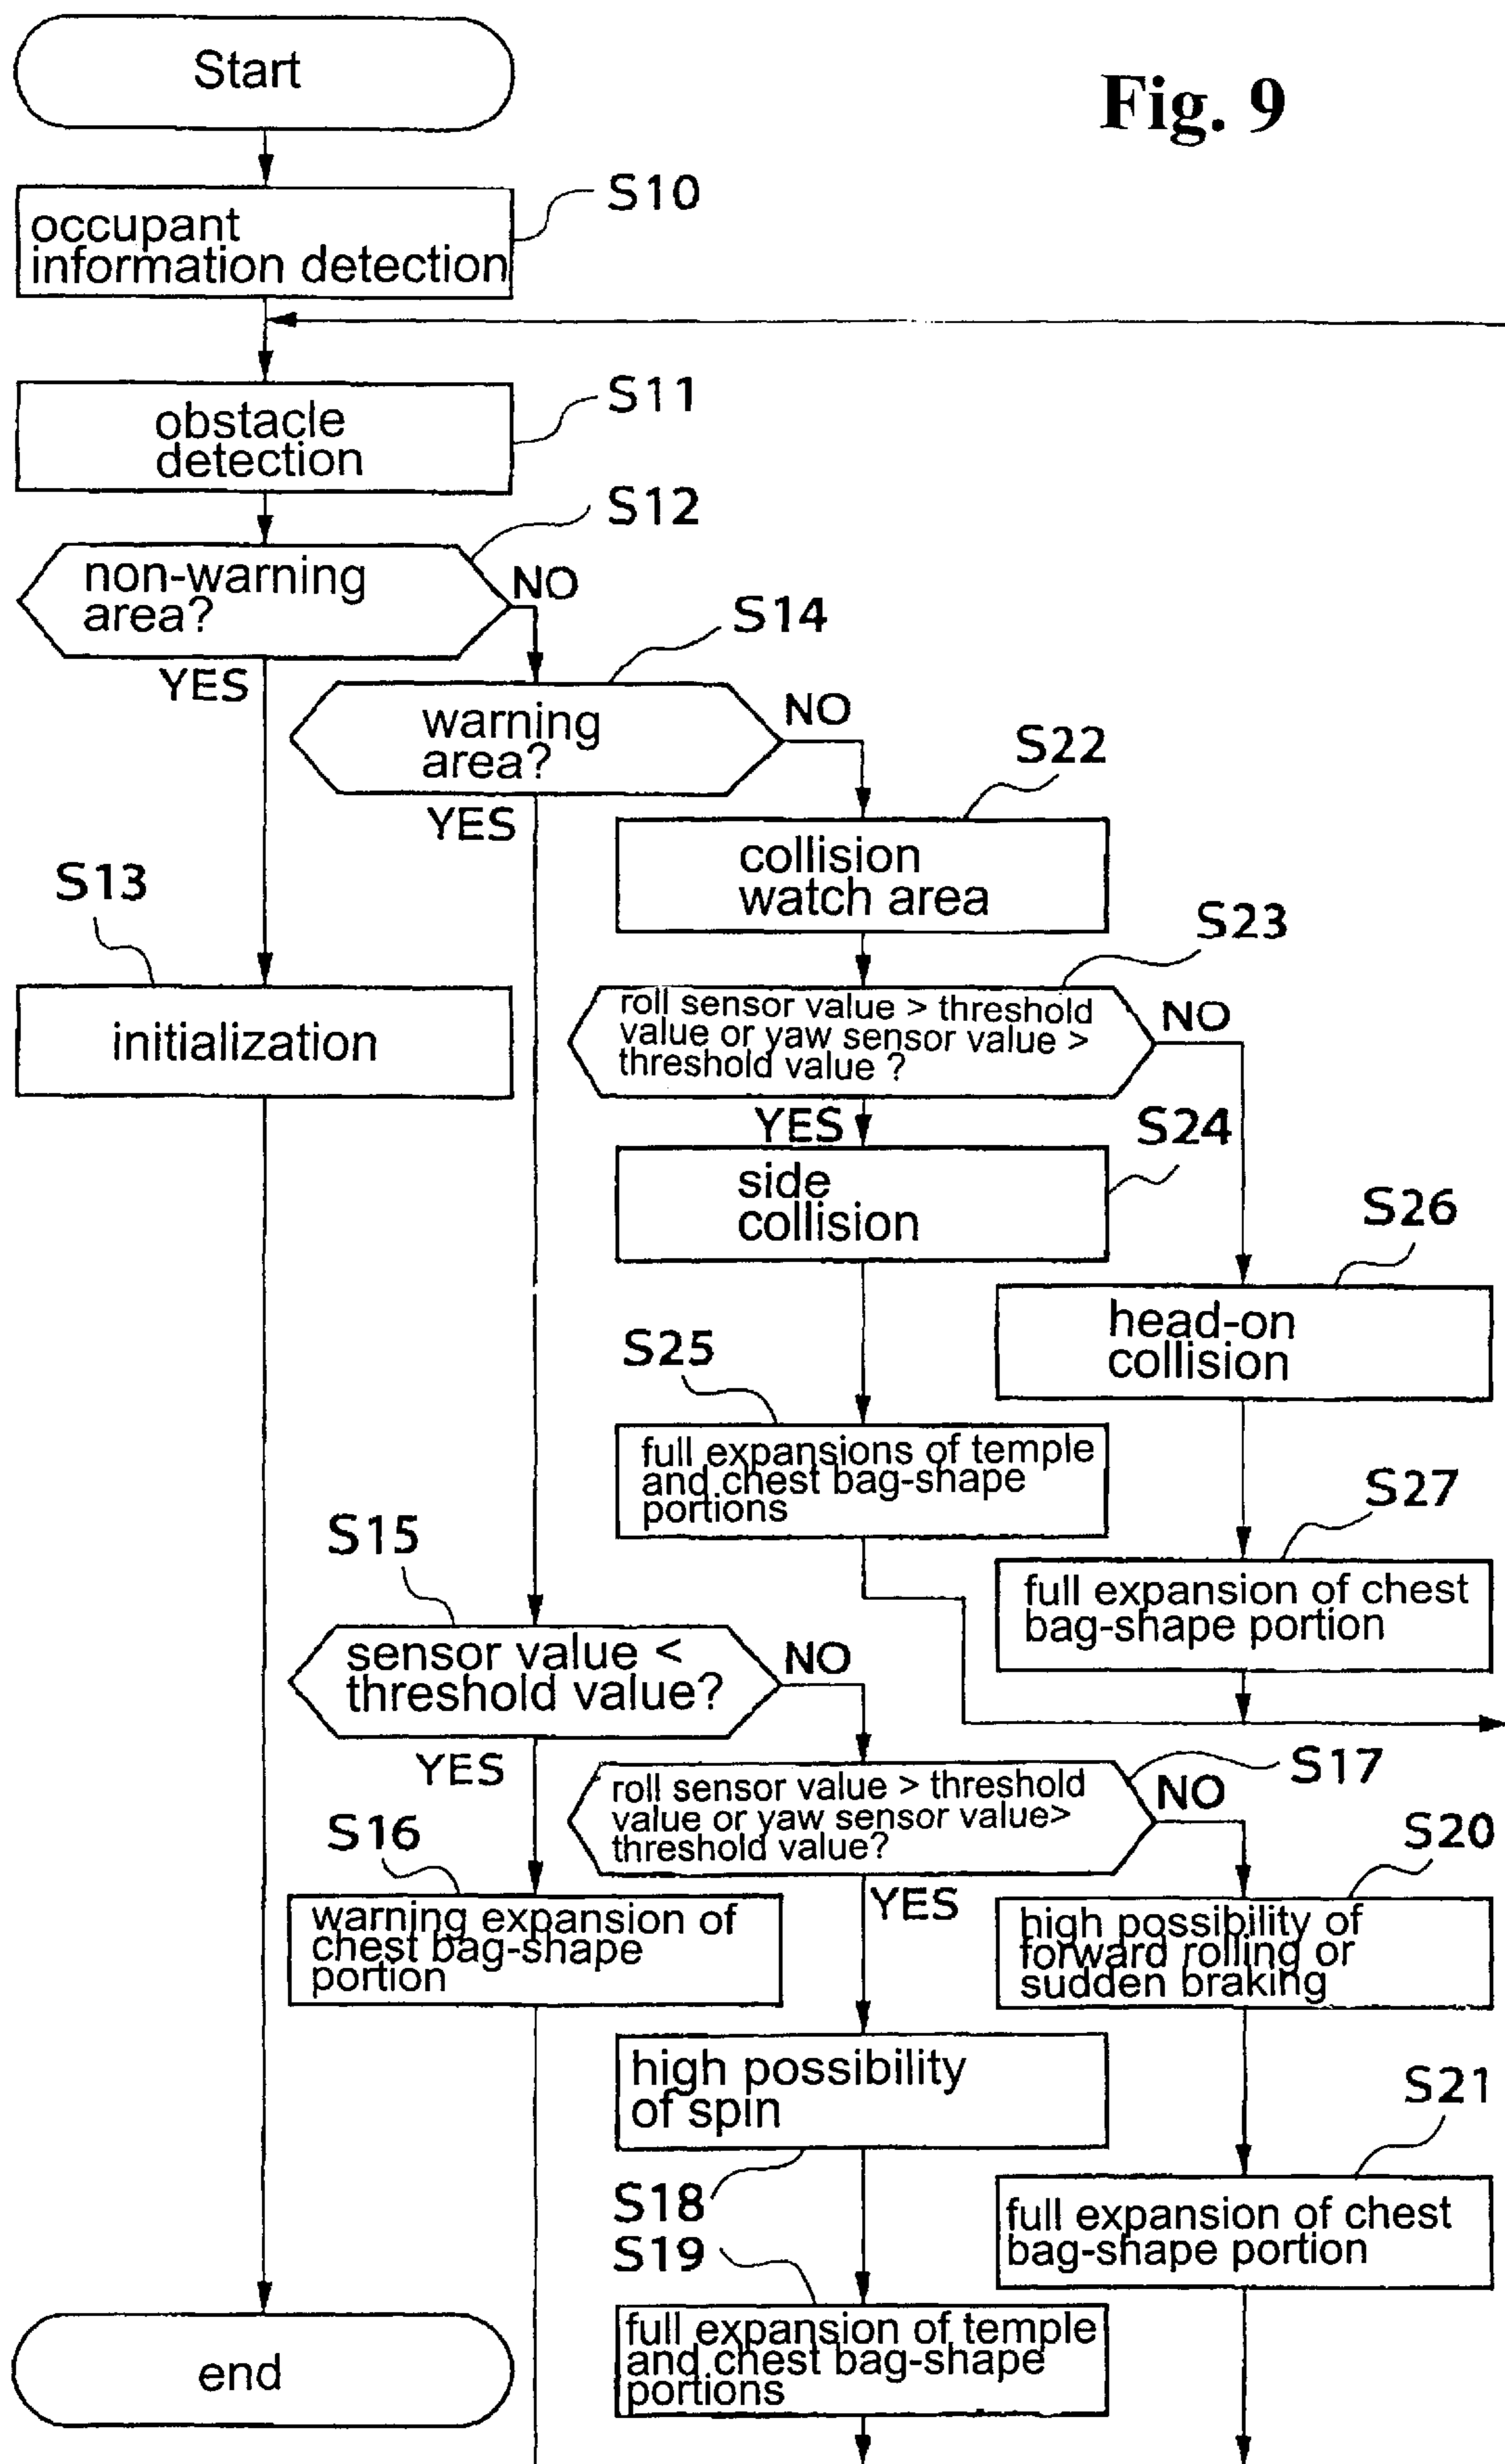 Fig. 9
Start
S10
occupant
information detection
S11
obstacle
detection
S12
non-warning
area?
NO
YES
S14
warning
area?
NO
YES
S22
collision
watch area
S13
initialization
S23
roll sensor value > threshold
value or yaw sensor value >
threshold value ?
NO
YES
S24
side
collision
S26
head-on
collision
S25
full expansions of temple
and chest bag-shape
portions
S27
full expansion of chest
bag-shape portion
S15
sensor value <
threshold value?
NO
YES
S17
roll sensor value > threshold
value or yaw sensor value>
threshold value?
NO
YES
S16
warning expansion of
chest bag-shape
portion
S20
high possibility of
forward rolling or
sudden braking
high possibility
of spin
S18
S21
full expansion of chest
bag-shape portion
S19
full expansion of temple
and chest bag-shape
portions
end